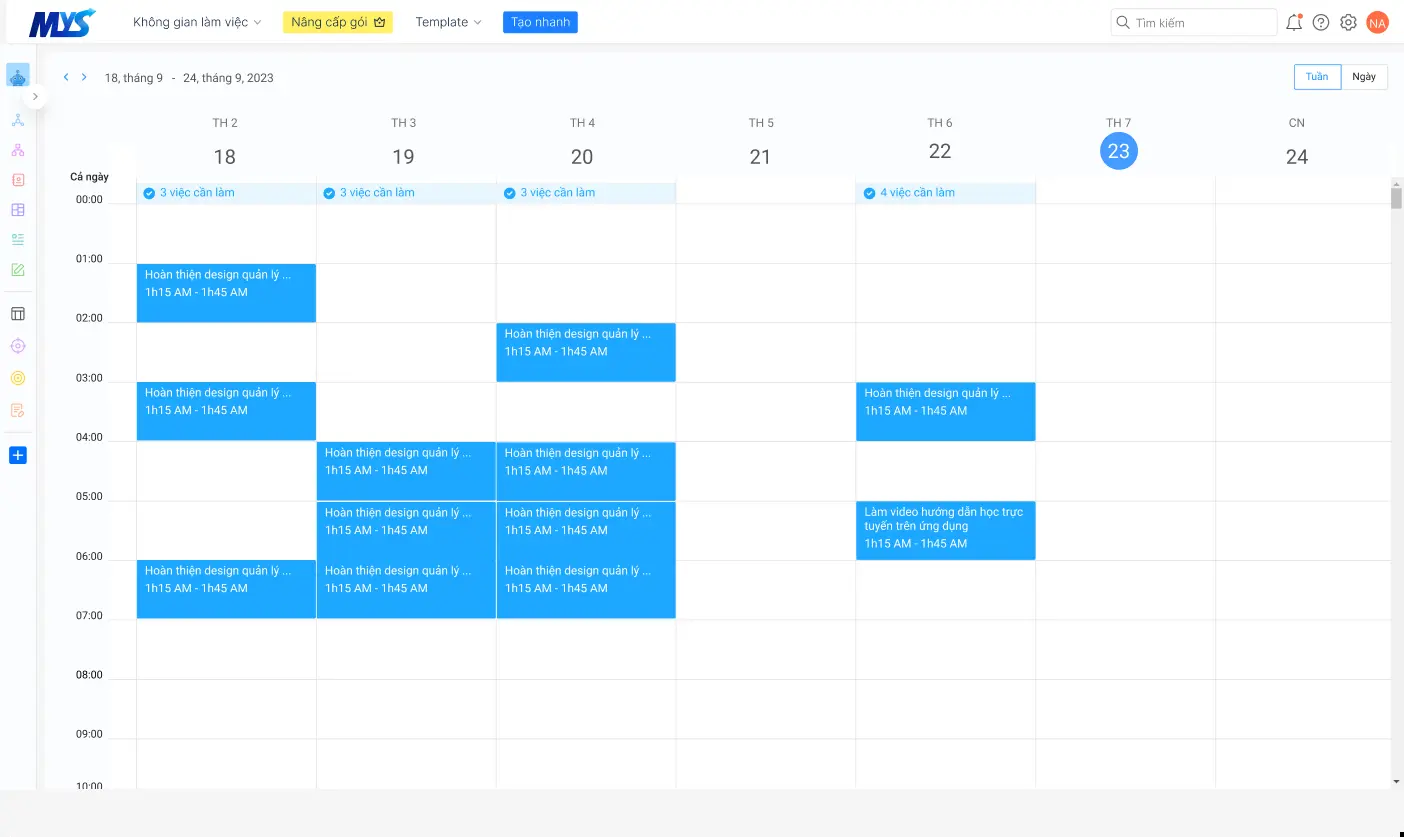 MYS
Không gian làm việc
Nâng cấp gói
Template
Tạo nhanh
Tìm kiếm
NA
18, tháng 9 - 24, tháng 9, 2023
Tuần
Ngày
TH 2
TH 3
TH 4
TH 5
TH 6
TH 7
CN
18
19
20
21
22
23
24
Cá ngày
3 việc cần làm
3 việc cần làm
3 việc cần làm
4 việc cần làm
00:00
01:00
Hoàn thiện design quản lý ...
1h15 AM - 1h45 AM
02:00
Hoàn thiện design quản lý ...
1h15 AM - 1h45 AM
03:00
Hoàn thiện design quản lý ...
1h15 AM - 1h45 AM
Hoàn thiện design quản lý ...
1h15 AM - 1h45 AM
04:00
Hoàn thiện design quản lý ...
1h15 AM - 1h45 AM
Hoàn thiện design quản lý ...
1h15 AM - 1h45 AM
05:00
Hoàn thiện design quản lý ...
1h15 AM - 1h45 AM
Hoàn thiện design quản lý ...
1h15 AM - 1h45 AM
Làm video hướng dẫn học trực
tuyến trên ứng dụng
1h15 AM - 1h45 AM
06:00
Hoàn thiện design quản lý ...
1h15 AM - 1h45 AM
Hoàn thiện design quản lý ...
1h15 AM - 1h45 AM
Hoàn thiện design quản lý ...
1h15 AM - 1h45 AM
07:00
08:00
09:00
10:00